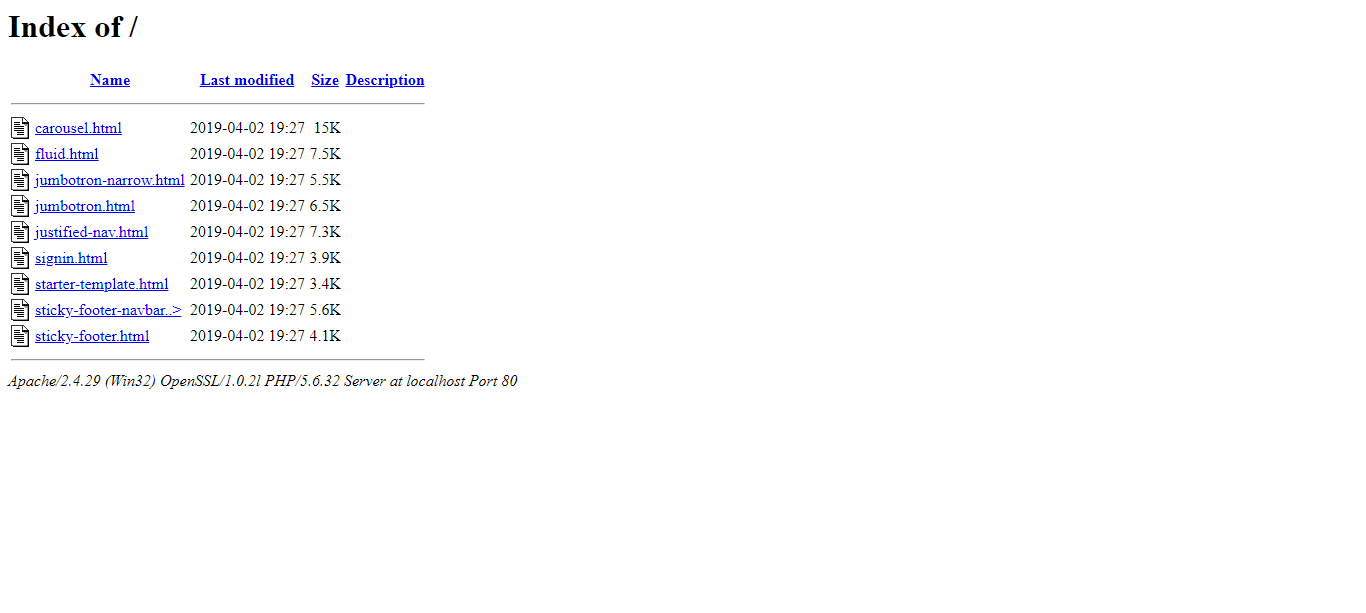 Index of /
Name Last modified Size Description
carousel.html 2019-04-02 19:27 15K
fluid.html 2019-04-02 19:27 7.5K
jumbotron-narrow.html 2019-04-02 19:27 5.5K
jumbotron.html 2019-04-02 19:27 6.5K
justified-nav.html 2019-04-02 19:27 7.3K
signin.html 2019-04-02 19:27 3.9K
starter-template.html 2019-04-02 19:27 3.4K
sticky-footer-navbar..> 2019-04-02 19:27 5.6K
sticky-footer.html 2019-04-02 19:27 4.1K
Apache/2.4.29 (Win32) OpenSSL/1.0.2l PHP/5.6.32 Server at localhost Port 80